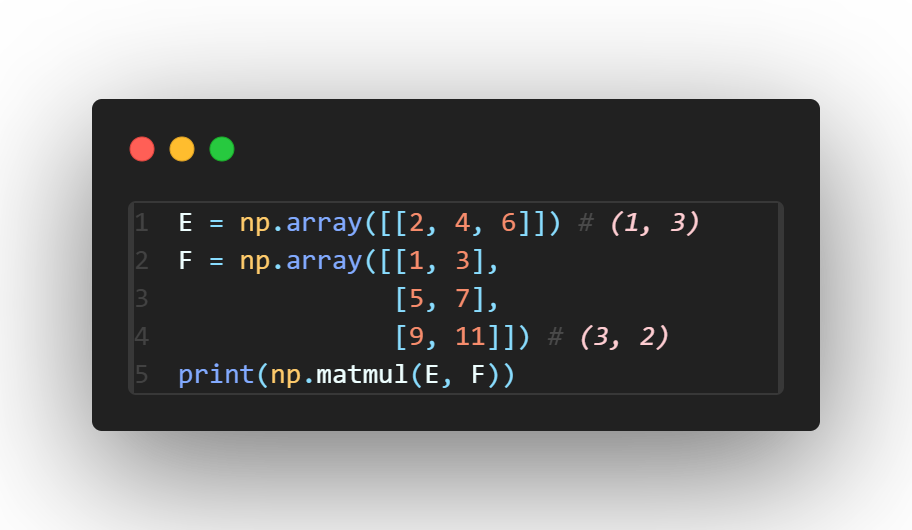 1 E = np.array([[2, 4, 6]]) # (1, 3)
2 F = np.array([[1, 3],
3 [5, 7],
4 [9, 11]]) # (3, 2)
5 print(np.matmul(E, F))